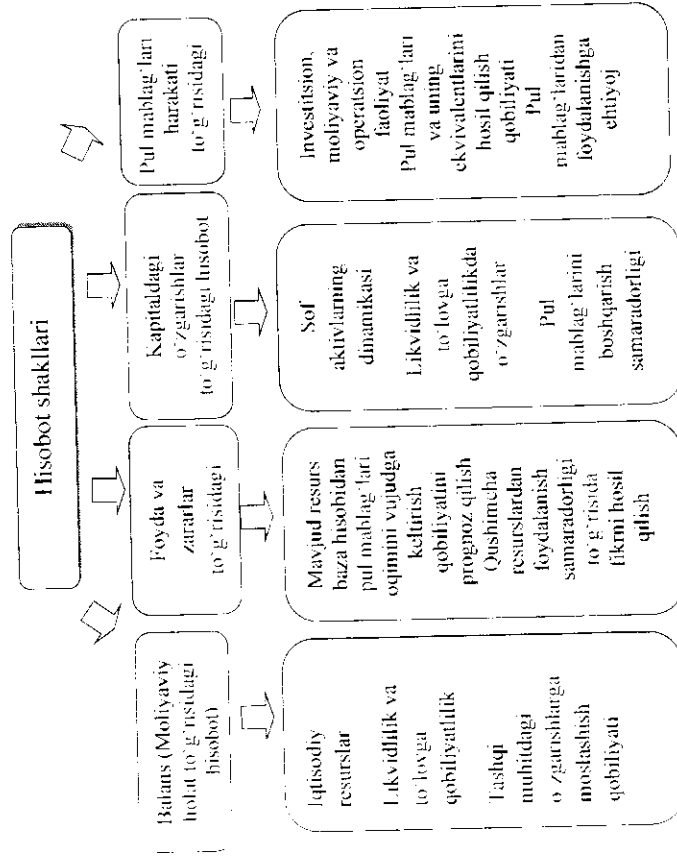 Hisobot shakllari
Balans (Moliyaviy
holat to`g`risidagi
hisobot)
Foyda va
zararlar
to`g`risidagi
Kapitaldagi
o`zgarishlar
to`g`risidagi hisobot
Pul mablag`lari
harakati
to`g`risidagi
Iqtisodiy
resurslar
Likvidlilik va
to`lovga
qobiliyatlilik
Tashqi
muhitdagi
o`zgarishlarga
moslashish
qobiliyati
Mavjud resurs
baza hisobidan
pul mablag`lari
oqimini vujudga
keltirish
qobiliyatini
prognoz qilish
Qushimcha
resurslardan
foydalanish
samaradorligi
to`g`risida
fikrni hosil
qilish
Sof
aktivlarning
dinamikasi
Likvidlilik va
to`lovga
qobiliyatlilikda
o`zgarishlar
Pul
mablag`larini
boshqarish
samaradorligi
Investitsion,
moliyaviy va
operatsion
faoliyat
Pul mablag`lari
va uning
ekvivalentlarini
hosil qilish
qobiliyati
Pul
mablag`laridan
foydalanishga
ehtiyoj